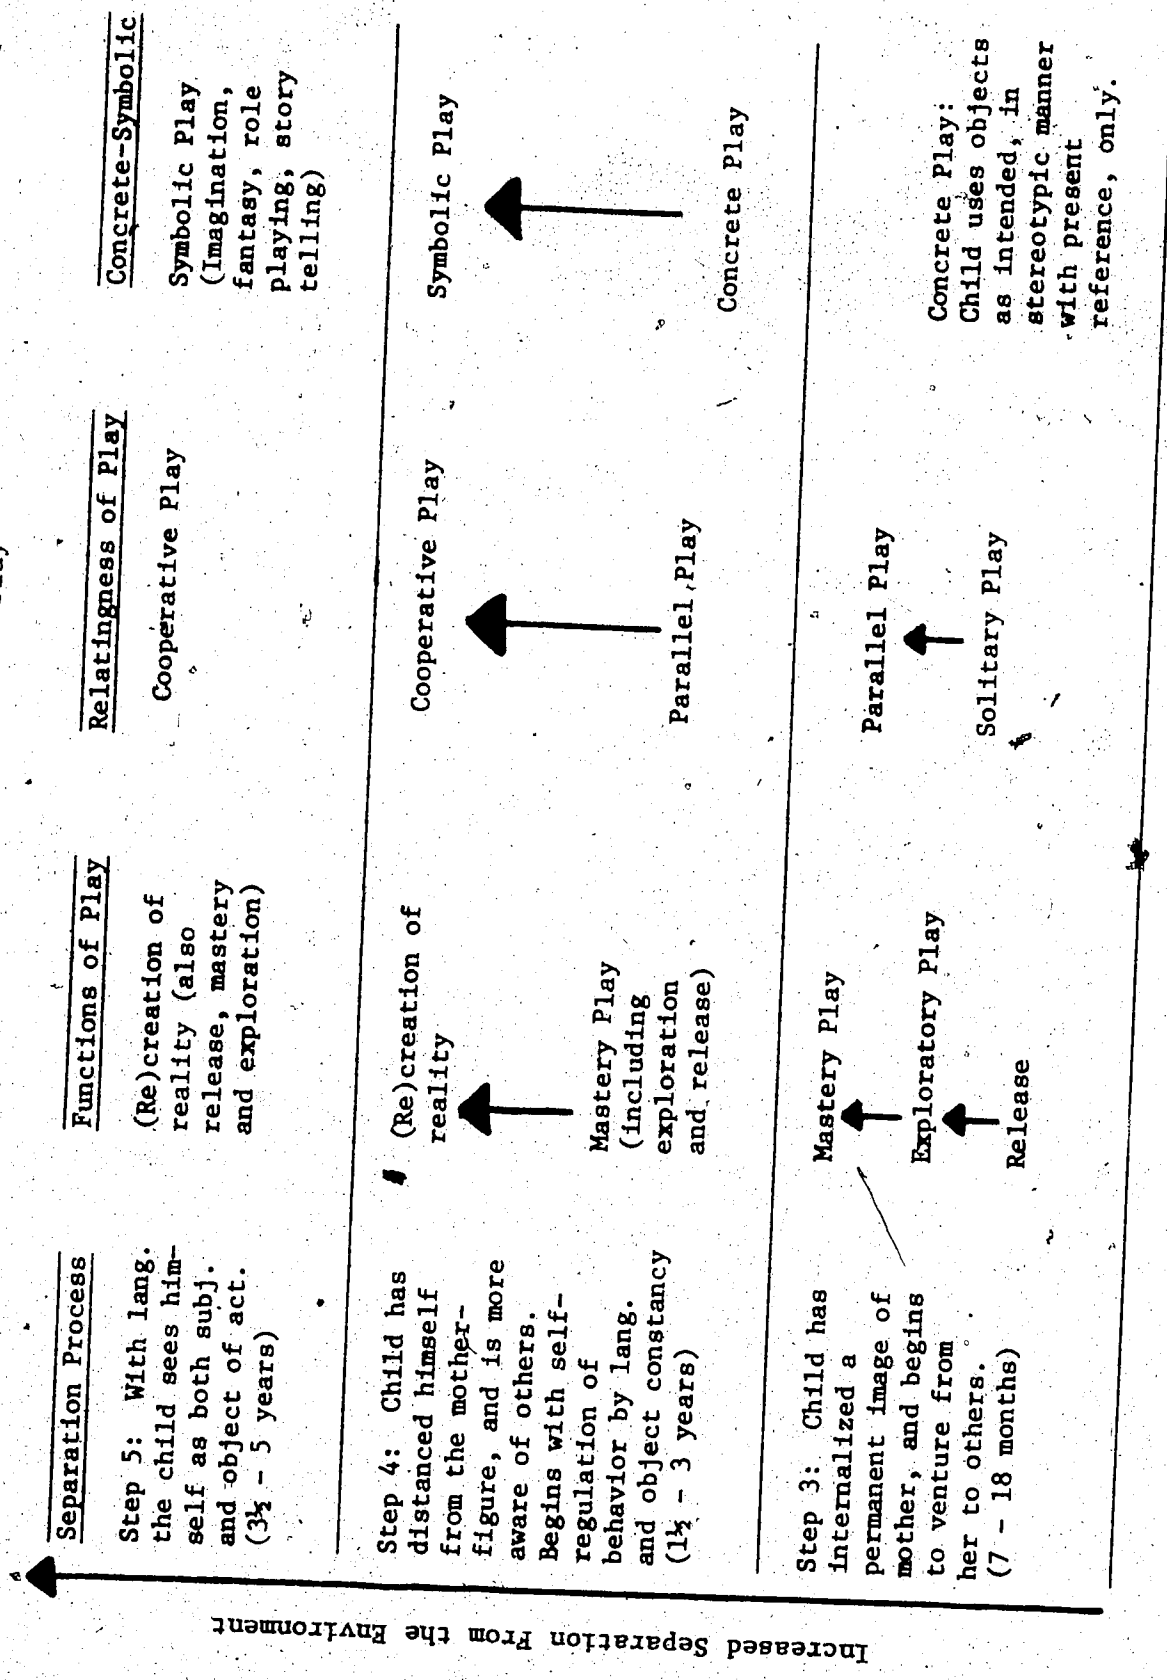 Separation Process
Functions of Play
Relatingness of Play
Concrete-Symbolic
Step 5: With lang.
the child sees him-
self as both subj.
and object of act.
(3½ - 5 years)
(Re)creation of
reality (also
release, mastery
and exploration)
Cooperative Play
Symbolic Play
(Imagination,
fantasy, role
playing, story
telling)
Step 4: Child has
distanced himself
from the mother-
figure, and is more
aware of others.
Begins with self-
regulation of
behavior by lang.
and object constancy
(1½ - 3 years)
(Re)creation of
reality
Mastery Play
(including
exploration
and release)
Cooperative Play
Parallel Play
Symbolic Play
Concrete Play
Step 3: Child has
internalized a
permanent image of
mother, and begins
to venture from
her to others.
(7 - 18 months)
Mastery Play
Exploratory Play
Release
Parallel Play
Solitary Play
Concrete Play:
Child uses objects
as intended, in
stereotypic manner
with present
reference, only.
Increased Separation From the Environment